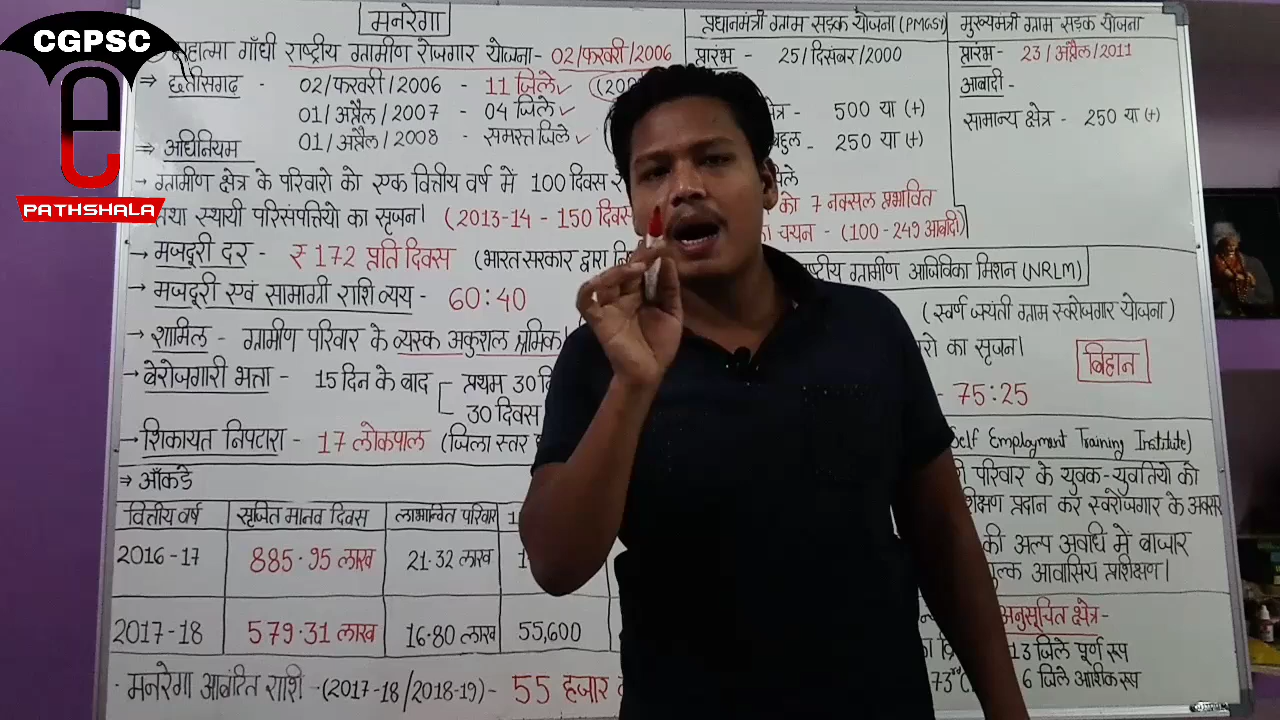 CGPSC
e
PATHSHALA
मनरेगा
महात्मा गाँधी राष्ट्रीय ग्रामीण रोजगार योजना- 02/फरवरी/2006
⇒ छत्तीसगढ़ - 02/फरवरी/2006 - 11 जिले✓
01/अप्रैल/2007 - 04 जिले✓
01/अप्रैल/2008 - समस्त जिले✓
⇒ अधिनियम
→ ग्रामीण क्षेत्र के परिवारो को एक वित्तीय वर्ष में 100 दिवस
तथा स्थायी परिसंपत्तियो का सृजन। (2013-14 - 150 दिवस
→ मजदूरी दर - ₹ 172 प्रति दिवस (भारत सरकार द्वारा
→ मजदूरी एवं सामाग्री राशि व्यय - 60:40
→ शामिल - ग्रामीण परिवार के व्यस्क अकुशल श्रमिक।
→ बेरोजगारी भत्ता - 15 दिन के बाद [ प्रथम 30
30 दिवस
→ शिकायत निपटारा - 17 लोकपाल (जिला स्तर
⇒ आँकडे
वित्तीय वर्ष सृजित मानव दिवस लाभान्वित परिवार
2016-17 885.95 लाख 21.32 लाख
2017-18 579.31 लाख 16.80 लाख 55,600
· मनरेगा आवंटित राशि -(2017-18/2018-19)- 55 हजार
प्रधानमंत्री ग्राम सड़क योजना (PMGSY)
प्रारंभ - 25/दिसंबर/2000
500 या (+)
250 या (+)
को 7 नक्सल प्रभावित
चयन - (100-249 आबादी)
मुख्यमंत्री ग्राम सड़क योजना
प्रारंभ - 23/अप्रैल/2011
आबादी -
सामान्य क्षेत्र - 250 या (+)
ग्रामीण आजिविका मिशन (NRLM)
(स्वर्ण ज्यंती ग्राम स्वरोजगार योजना)
का सृजन।
बिहान
- 75:25
Self Employment Training Institute)
परिवार के युवक-युवतियो को
प्रदान कर स्वरोजगार के अवसर
की अल्प अवधि में बाजार
आवासिय प्रशिक्षण।
अनुसूचित क्षेत्र-
13 जिले पूर्ण रूप
73 6 जिले आंशिक रूप